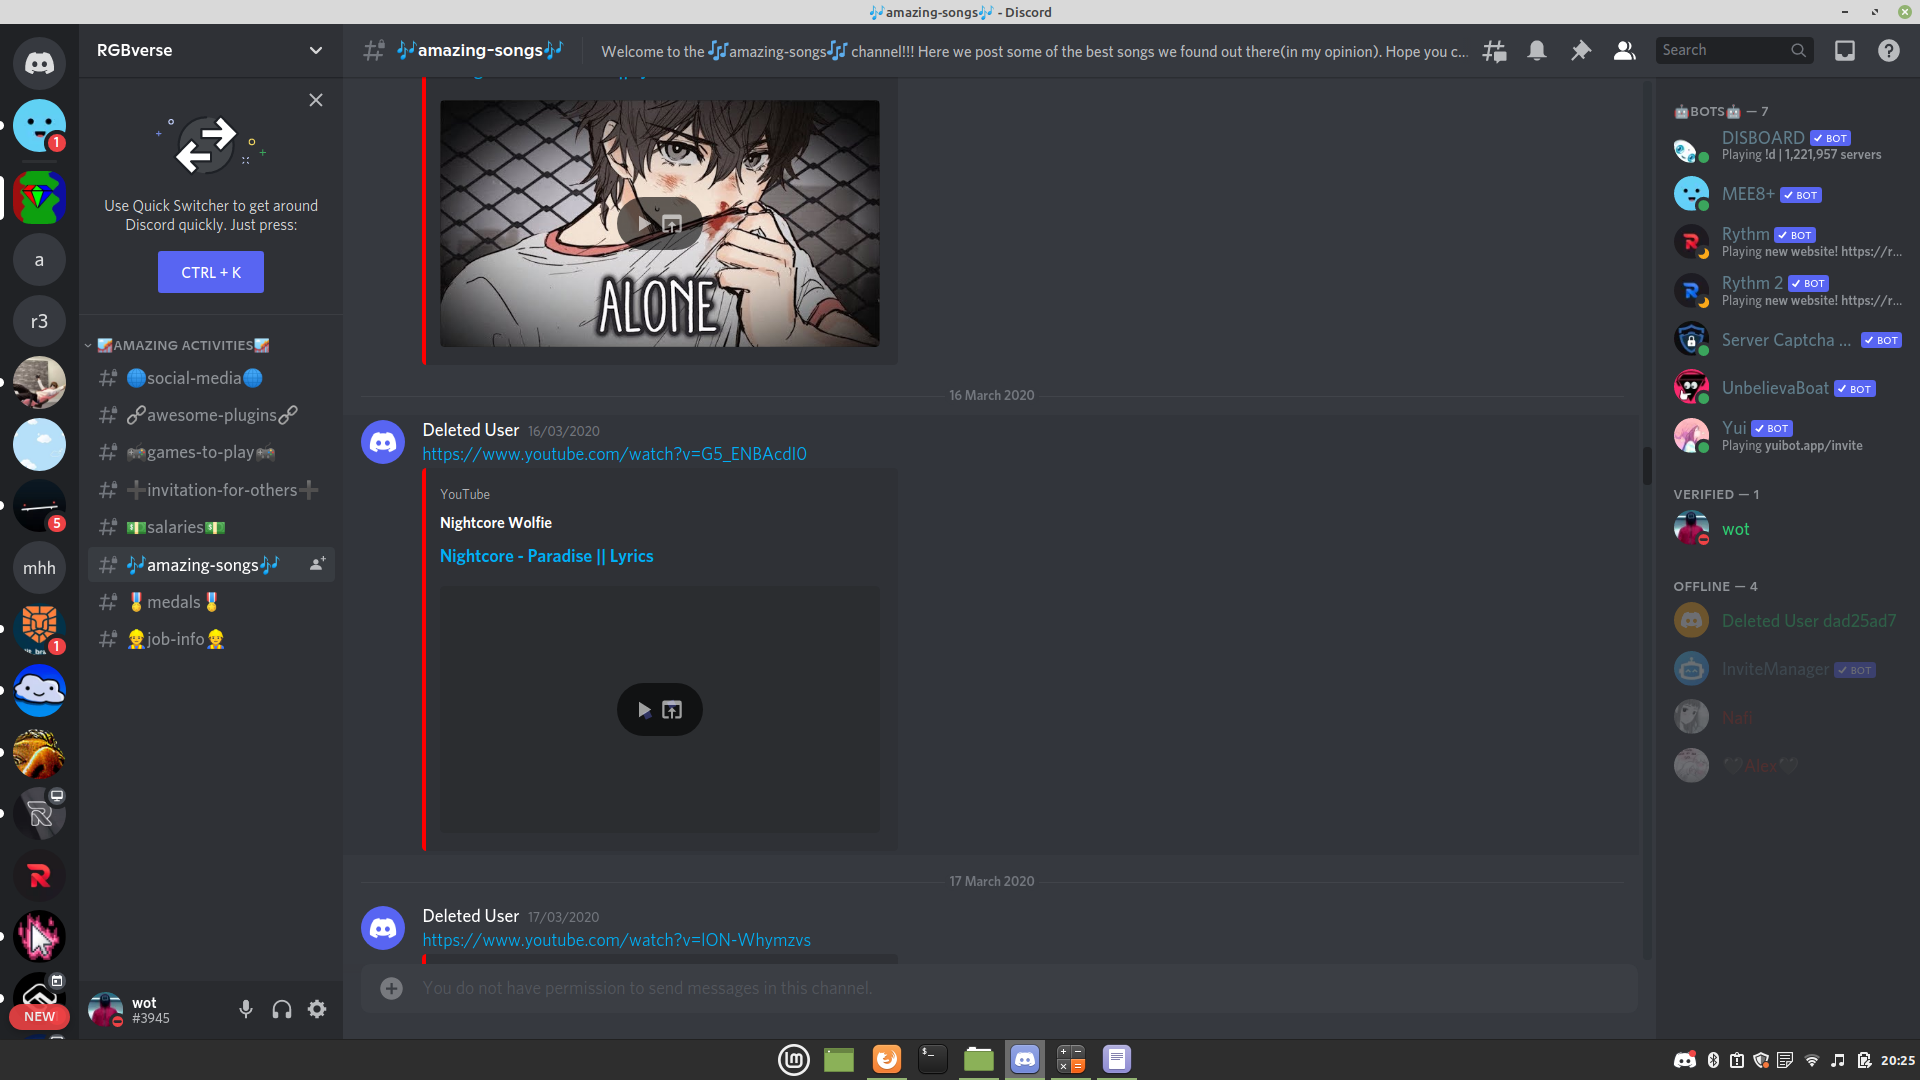 🎶amazing-songs🎶 - Discord
RGBverse
🎶amazing-songs🎶
Welcome to the 🎶amazing-songs🎶 channel!!! Here we post some of the best songs we found out there(in my opinion). Hope you c...
Search
Use Quick Switcher to get around
Discord quickly. Just press:
CTRL + K
AMAZING ACTIVITIES
🌐social-media🌐
🔗awesome-plugins🔗
🎮games-to-play🎮
➕invitation-for-others➕
💵salaries💵
🎶amazing-songs🎶
🏅medals🏅
👷job-info👷
1
a
r3
5
mhh
1
NEW
wot
#3945
ALONE
16 March 2020
Deleted User 16/03/2020
https://www.youtube.com/watch?v=G5_ENBAcdI0
YouTube
Nightcore Wolfie
Nightcore - Paradise || Lyrics
17 March 2020
Deleted User 17/03/2020
https://www.youtube.com/watch?v=lON-Whymzvs
You do not have permission to send messages in this channel.
🤖BOTS🤖 — 7
DISBOARD ✓ BOT
Playing !d | 1,221,957 servers
MEE8+ ✓ BOT
Rythm ✓ BOT
Playing new website! https://r...
Rythm 2 ✓ BOT
Playing new website! https://r...
Server Captcha ... ✓ BOT
UnbelievaBoat ✓ BOT
Yui ✓ BOT
Playing yuibot.app/invite
VERIFIED — 1
wot
OFFLINE — 4
Deleted User dad25ad7
InviteManager ✓ BOT
Nafi
🖤Alex🖤
20:25